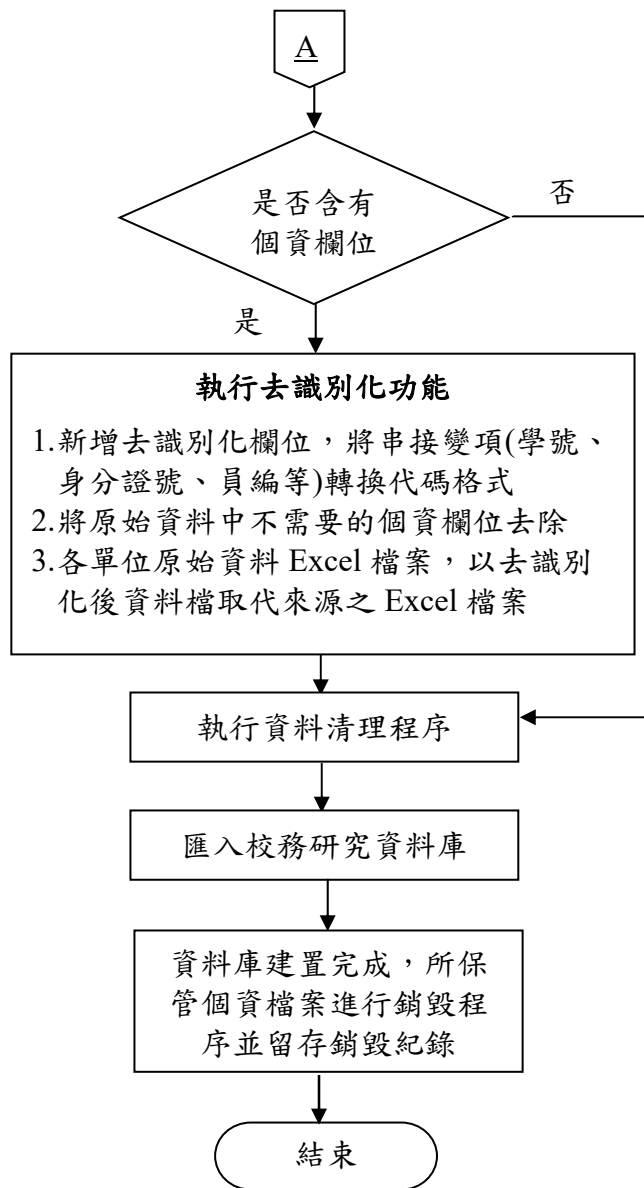 A
是否含有
個資欄位
否
是
執行去識別化功能
1.新增去識別化欄位，將串接變項(學號、
身分證號、員編等)轉換代碼格式
2.將原始資料中不需要的個資欄位去除
3.各單位原始資料 Excel 檔案，以去識別
化後資料檔取代來源之 Excel 檔案
執行資料清理程序
匯入校務研究資料庫
資料庫建置完成，所保
管個資檔案進行銷毀程
序並留存銷毀紀錄
結束